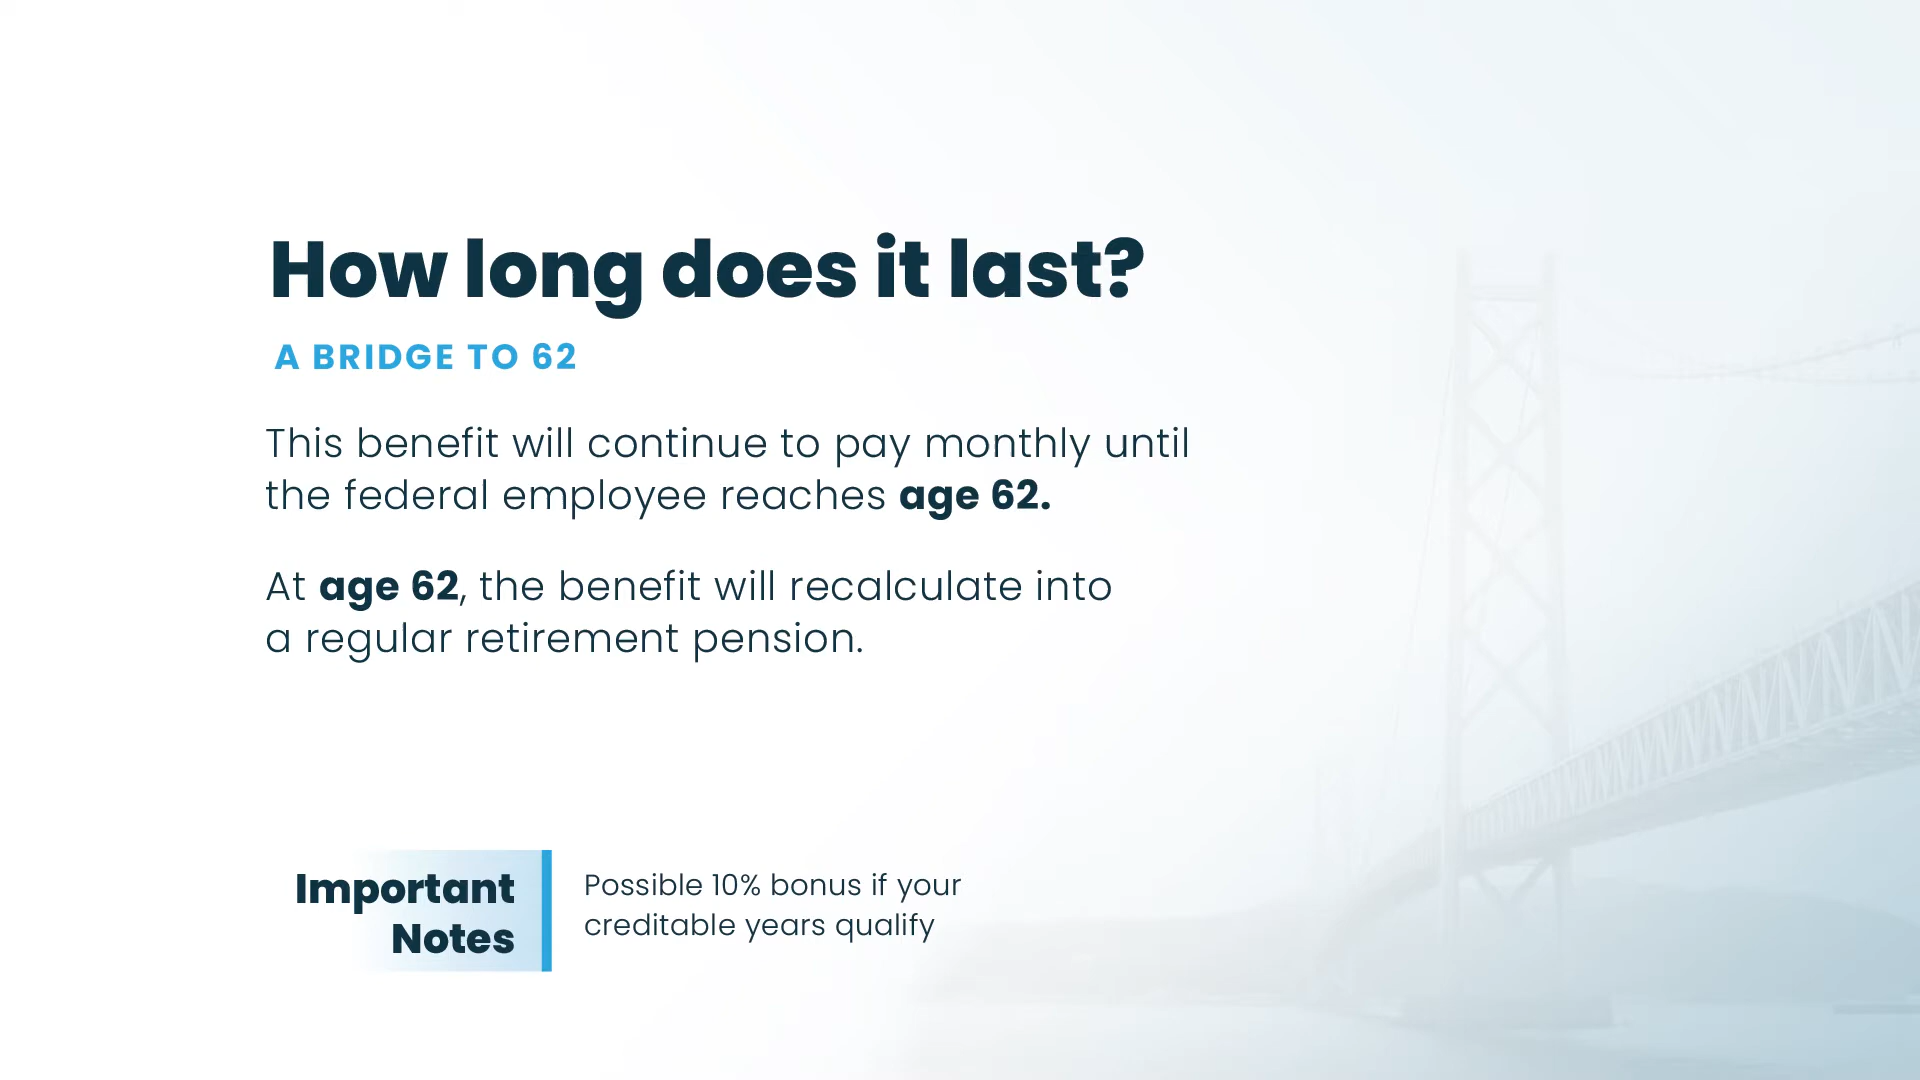 How long does it last?
A BRIDGE TO 62
This benefit will continue to pay monthly until
the federal employee reaches age 62.
At age 62, the benefit will recalculate into
a regular retirement pension.
Important
Notes
Possible 10% bonus if your
creditable years qualify